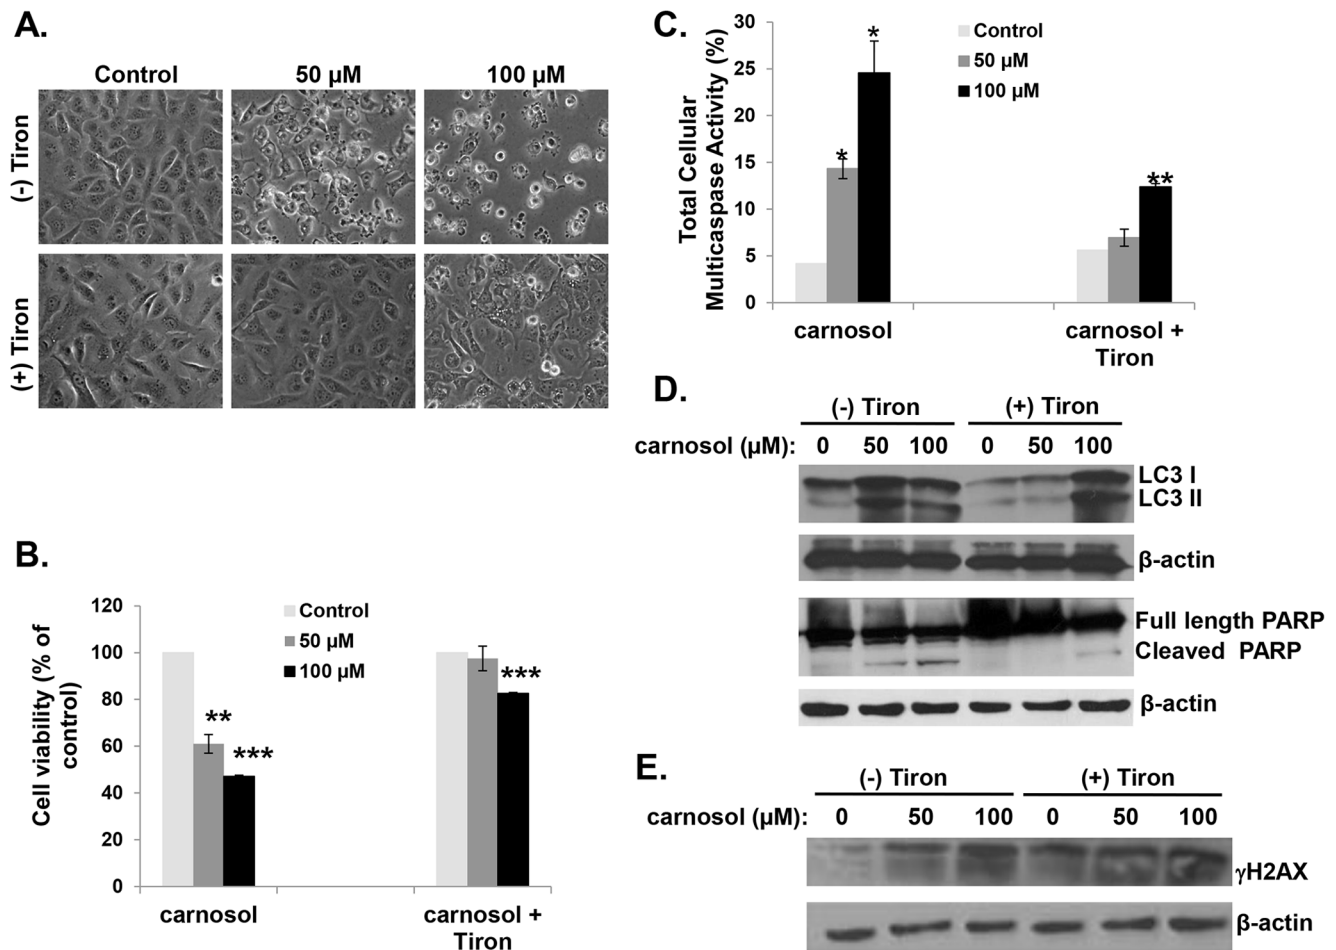 A.
Control 50 µM 100 µM
(-) Tiron
(+) Tiron
B.
Cell viability (% of
control)
120
100
80
60
40
20
0
Control
50 µM
100 µM
**
***
***
carnosol
carnosol +
Tiron
C.
Total Cellular
Multicaspase Activity (%)
30
25
20
15
10
5
0
Control
50 µM
100 µM
*
*
**
carnosol
carnosol +
Tiron
D.
(-) Tiron (+) Tiron
carnosol (µM): 0 50 100 0 50 100
LC3 I
LC3 II
β-actin
Full length PARP
Cleaved PARP
β-actin
E.
(-) Tiron (+) Tiron
carnosol (µM): 0 50 100 0 50 100
γH2AX
β-actin